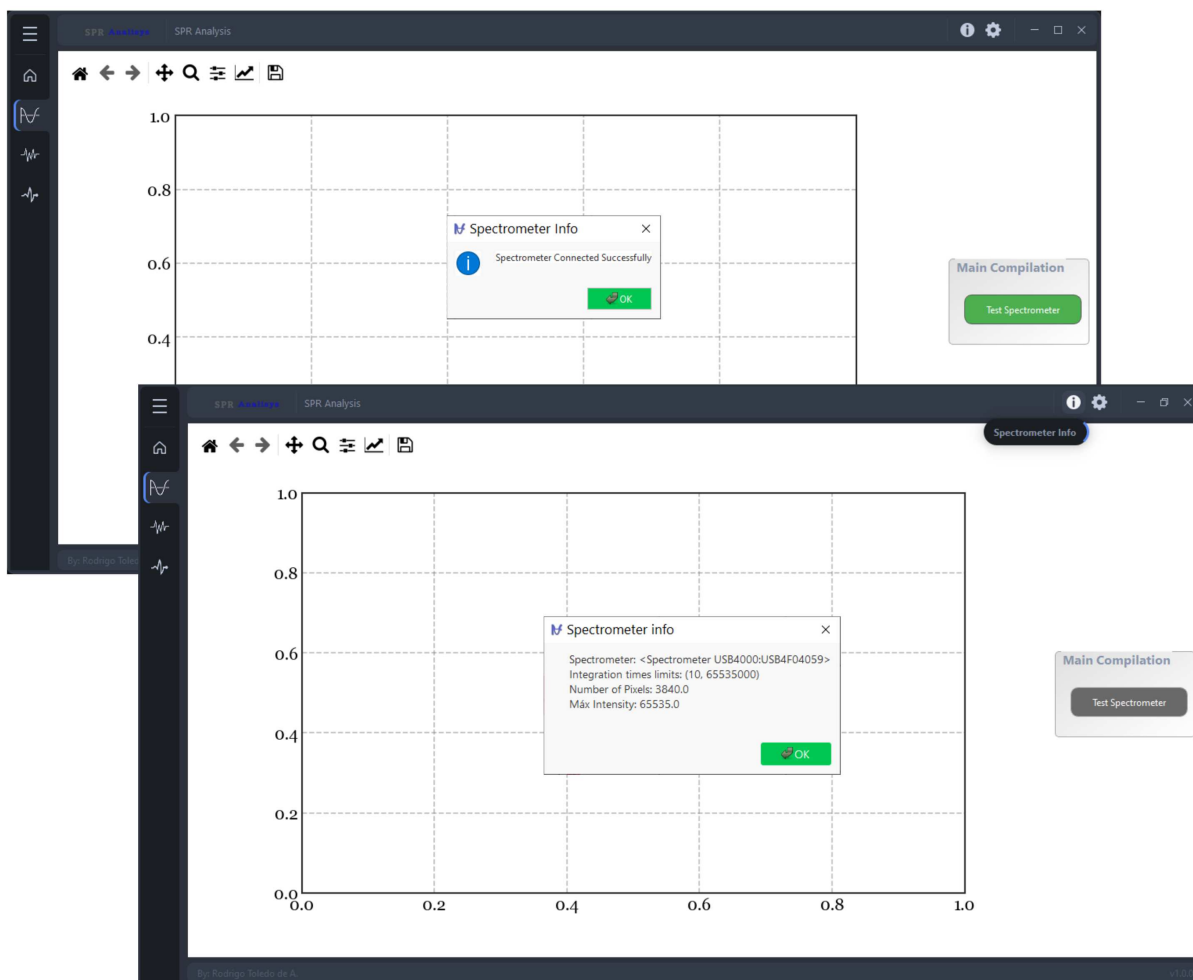 SPR Analisys
SPR Analysis
1.0
0.8
0.6
0.4
Spectrometer Info
Spectrometer Connected Successfully
OK
Main Compilation
Test Spectrometer
By: Rodrigo
SPR Analisys
SPR Analysis
Spectrometer Info
1.0
0.8
0.6
0.4
0.2
0.0
0.0 0.2 0.4 0.6 0.8 1.0
Spectrometer info
Spectrometer: <Spectrometer USB4000:USB4F04059>
Integration times limits: (10, 65535000)
Number of Pixels: 3840.0
Máx Intensity: 65535.0
OK
Main Compilation
Test Spectrometer
By: Rodrigo Toledo de A.